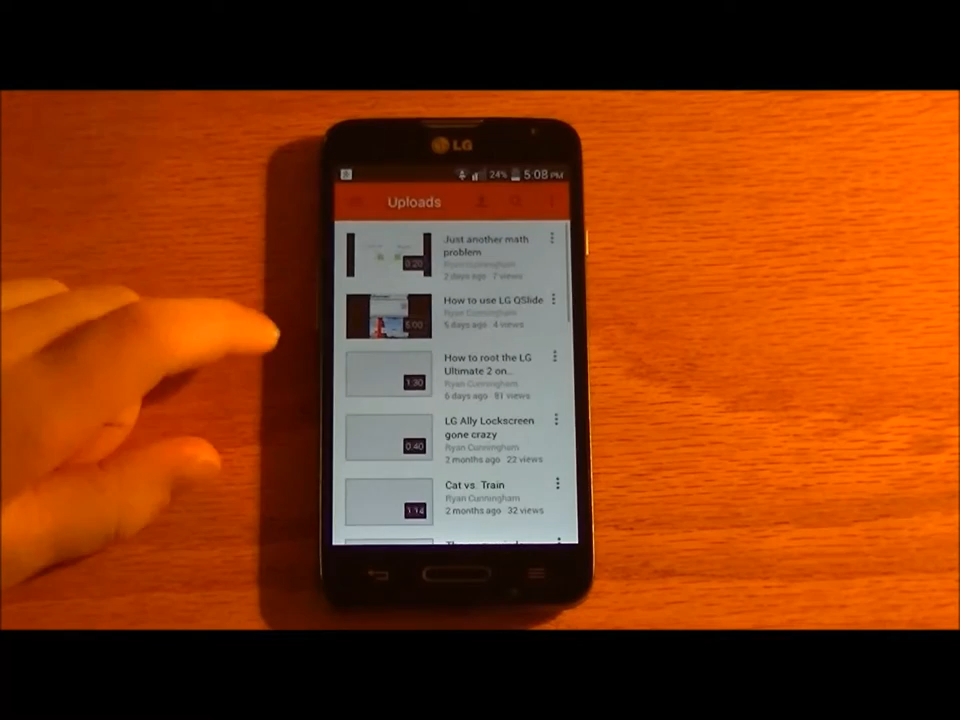 LG
24% 5:08 PM
Uploads
Just another math
problem
Ryan Cunningham
2 days ago 7 views
0:20
How to use LG QSlide
Ryan Cunningham
5 days ago 4 views
5:00
How to root the LG
Ultimate 2 on...
Ryan Cunningham
6 days ago 81 views
1:30
LG Ally Lockscreen
gone crazy
Ryan Cunningham
2 months ago 22 views
0:40
Cat vs. Train
Ryan Cunningham
2 months ago 32 views
1:14